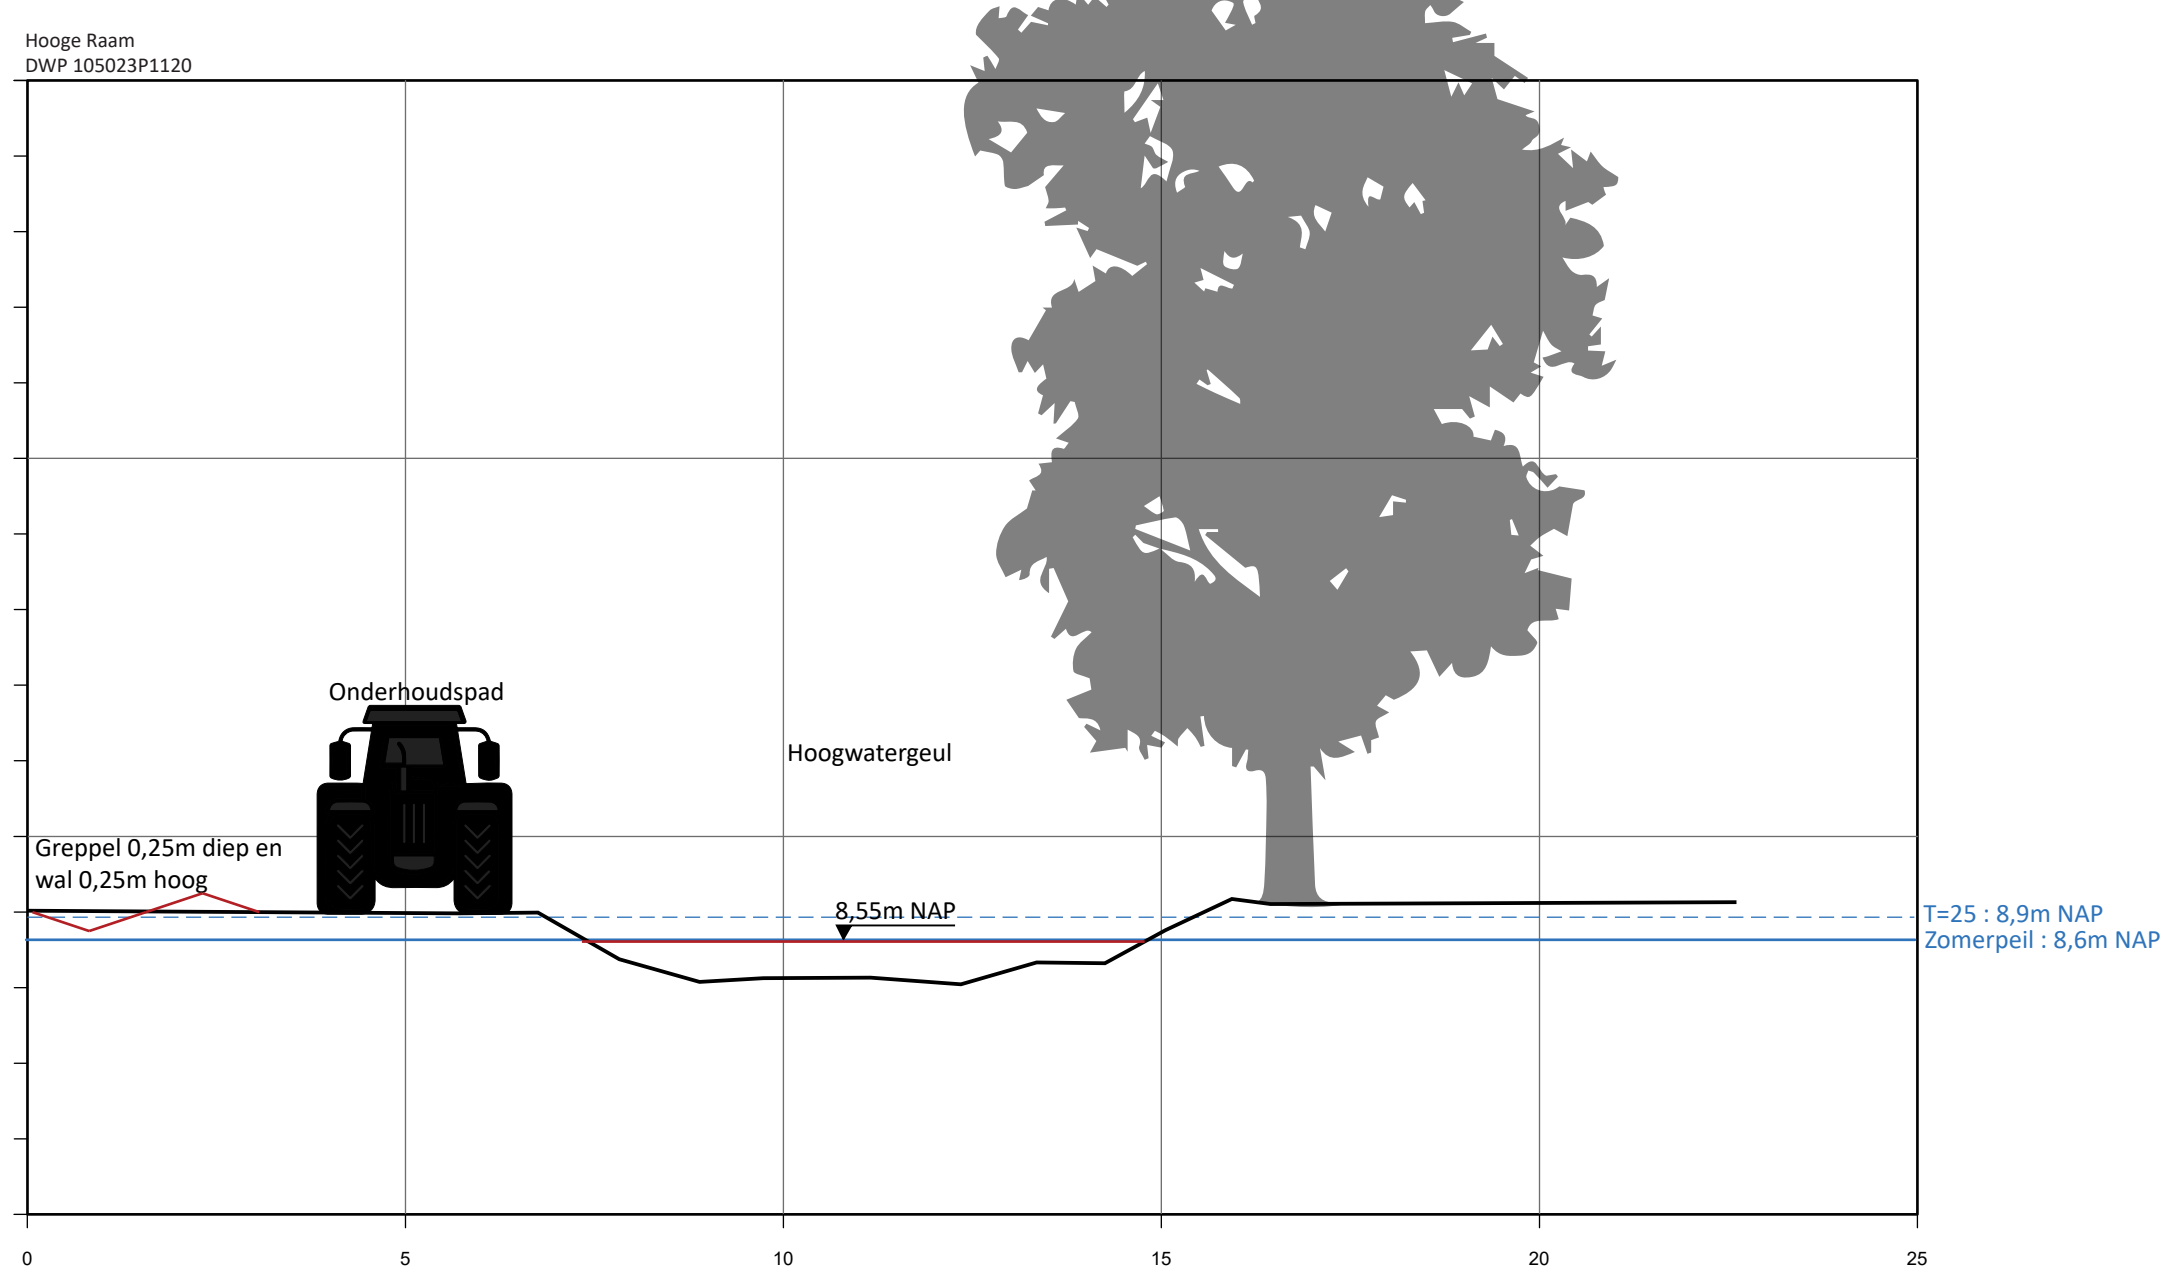 Hooge Raam
DWP 105023P1120
Onderhoudspad
Hoogwatergeul
Greppel 0,25m diep en
wal 0,25m hoog
8,55m NAP
T=25 : 8,9m NAP
Zomerpeil : 8,6m NAP
0 5 10 15 20 25